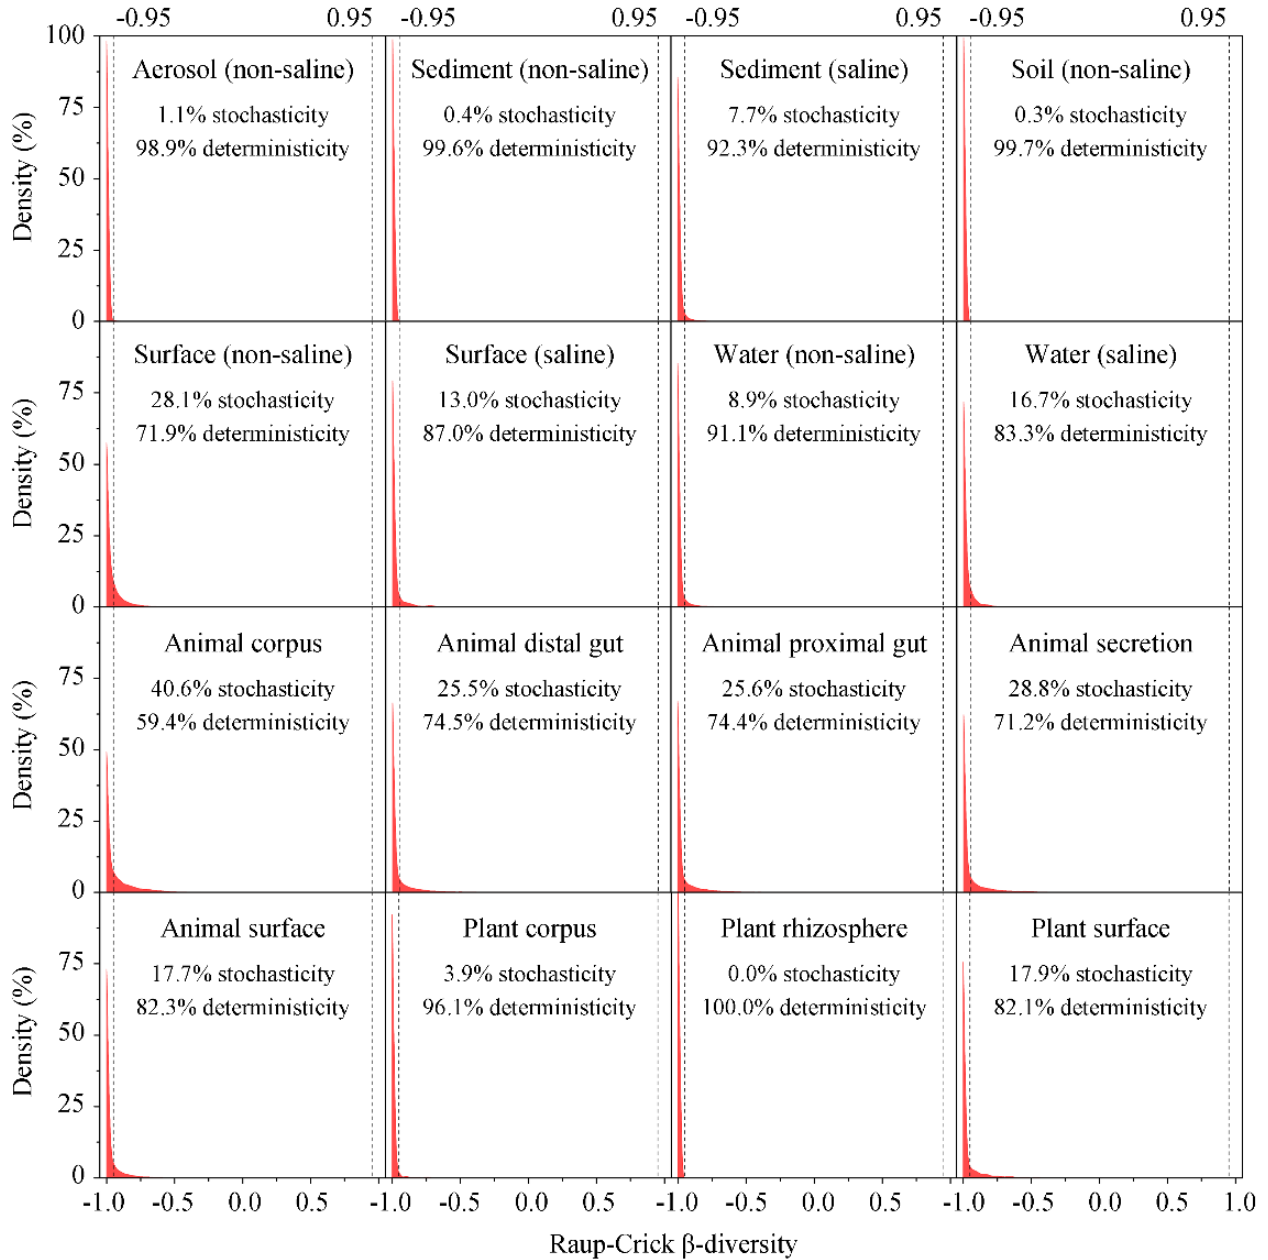 -0.95 0.95 -0.95 0.95 -0.95 0.95 -0.95 0.95
100
75
50
25
0
Density (%)
Aerosol (non-saline)
1.1% stochasticity
98.9% deterministicity
Sediment (non-saline)
0.4% stochasticity
99.6% deterministicity
Sediment (saline)
7.7% stochasticity
92.3% deterministicity
Soil (non-saline)
0.3% stochasticity
99.7% deterministicity
75
50
25
0
Density (%)
Surface (non-saline)
28.1% stochasticity
71.9% deterministicity
Surface (saline)
13.0% stochasticity
87.0% deterministicity
Water (non-saline)
8.9% stochasticity
91.1% deterministicity
Water (saline)
16.7% stochasticity
83.3% deterministicity
75
50
25
0
Density (%)
Animal corpus
40.6% stochasticity
59.4% deterministicity
Animal distal gut
25.5% stochasticity
74.5% deterministicity
Animal proximal gut
25.6% stochasticity
74.4% deterministicity
Animal secretion
28.8% stochasticity
71.2% deterministicity
75
50
25
0
Density (%)
Animal surface
17.7% stochasticity
82.3% deterministicity
Plant corpus
3.9% stochasticity
96.1% deterministicity
Plant rhizosphere
0.0% stochasticity
100.0% deterministicity
Plant surface
17.9% stochasticity
82.1% deterministicity
-1.0 -0.5 0.0 0.5 -1.0 -0.5 0.0 0.5 -1.0 -0.5 0.0 0.5 -1.0 -0.5 0.0 0.5 1.0
Raup-Crick β-diversity